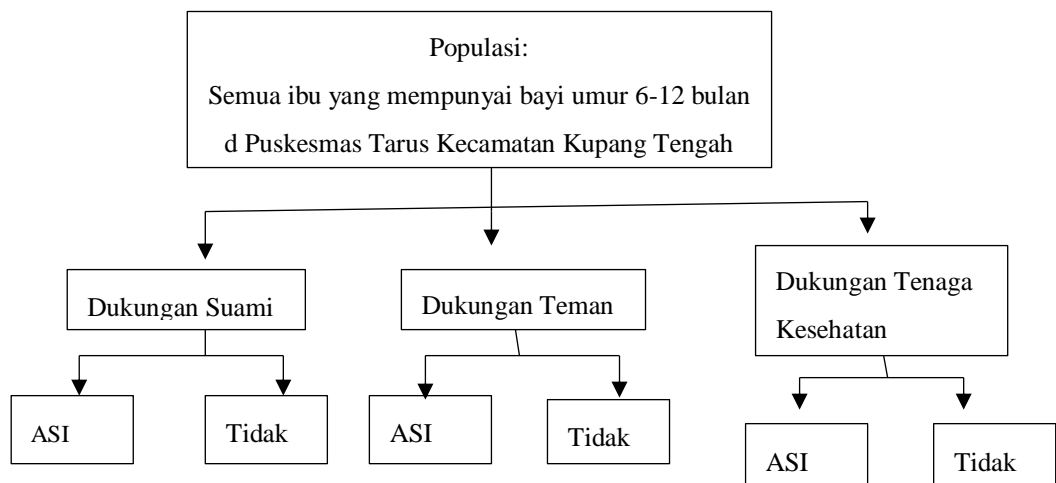 Populasi:
Semua ibu yang mempunyai bayi umur 6-12 bulan
d Puskesmas Tarus Kecamatan Kupang Tengah
Dukungan Suami
Dukungan Teman
Dukungan Tenaga
Kesehatan
ASI
Tidak
ASI
Tidak
ASI
Tidak